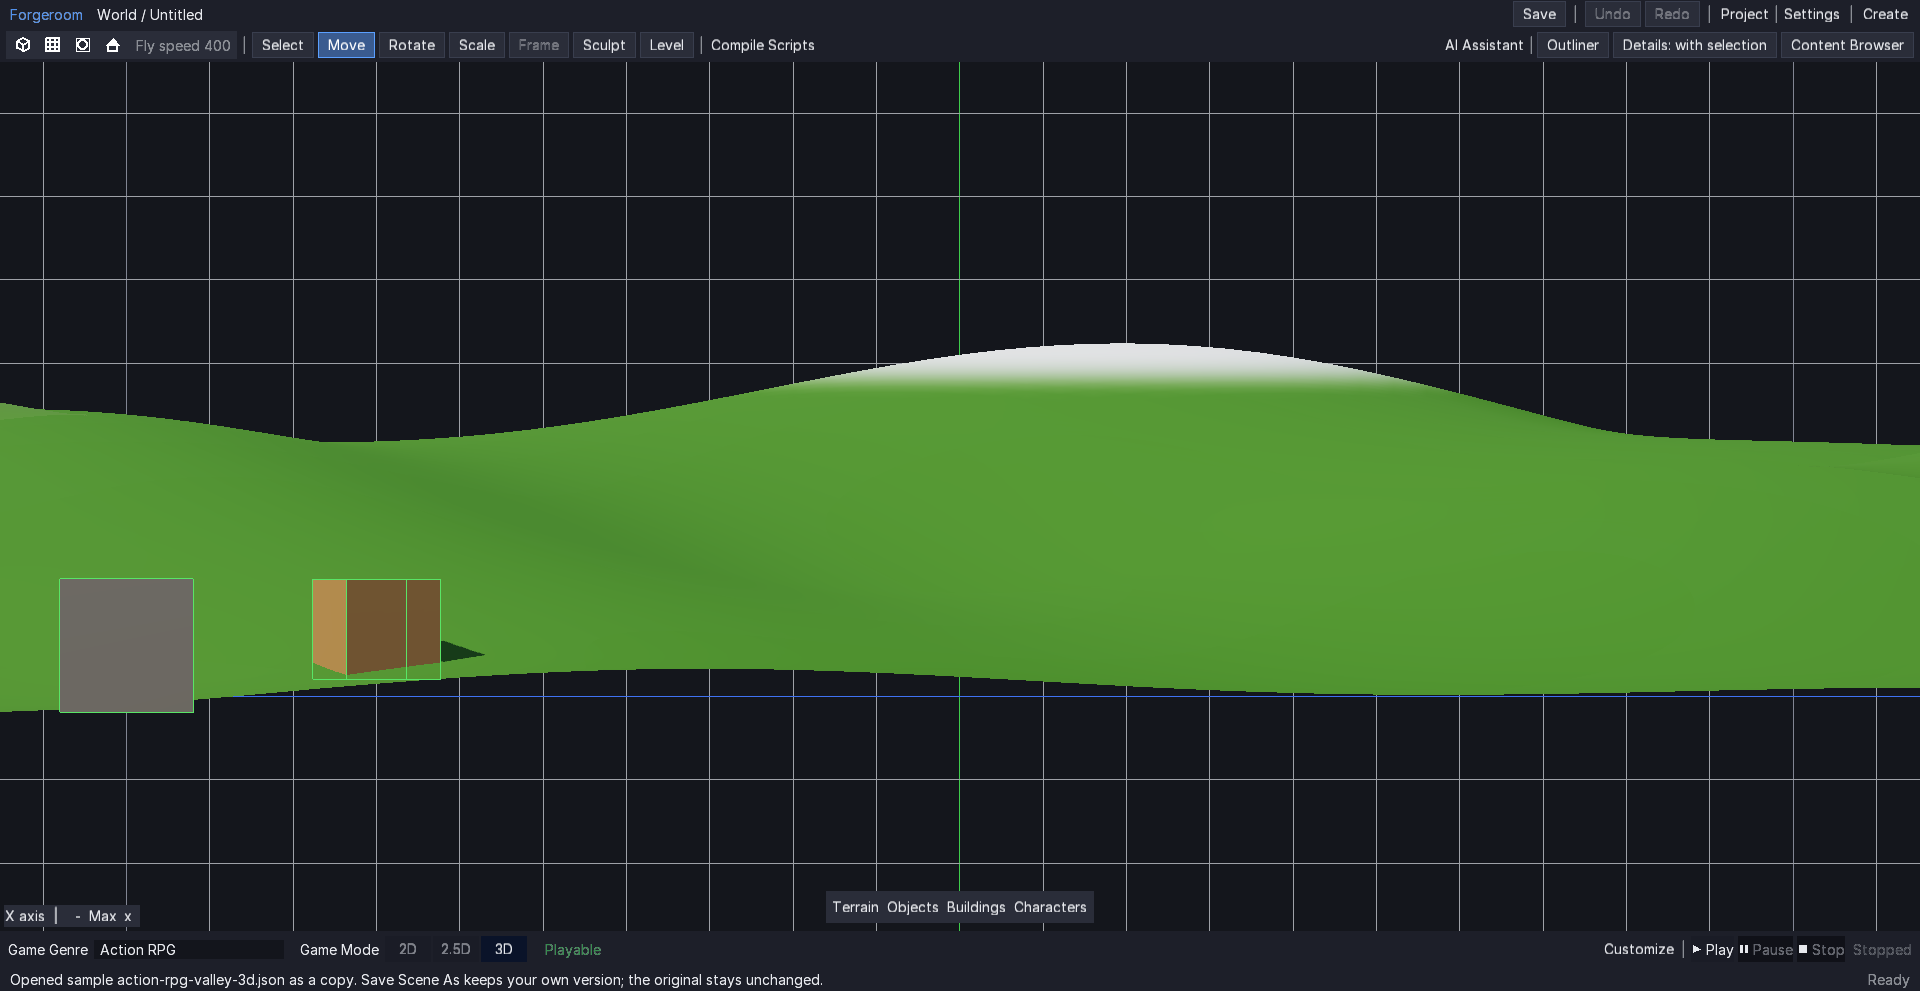 Forgeroom World / Untitled Save | Undo Redo | Project | Settings | Create
Fly speed 400 | Select Move Rotate Scale Frame Sculpt Level | Compile Scripts AI Assistant | Outliner Details: with selection Content Browser
Terrain Objects Buildings Characters
X axis | - Max x
Game Genre Action RPG Game Mode 2D 2.5D 3D Playable Customize | Play Pause Stop Stopped
Opened sample action-rpg-valley-3d.json as a copy. Save Scene As keeps your own version; the original stays unchanged. Ready